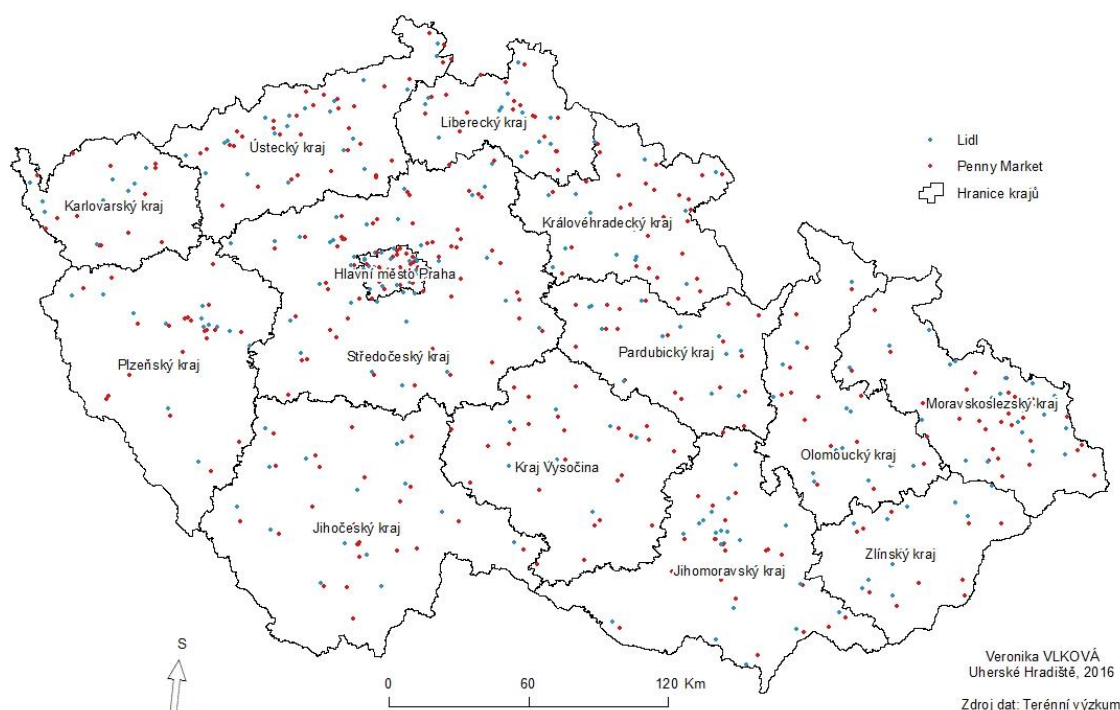 Lidl
Penny Market
Hranice krajů
Liberecký kraj
Ústecký kraj
Karlovarský kraj
Královéhradecký kraj
Hlavní město Praha
Středočeský kraj
Pardubický kraj
Plzeňský kraj
Moravskoslezský kraj
Olomoucký kraj
Kraj Vysočina
Jihočeský kraj
Zlínský kraj
Jihomoravský kraj
S
0 60 120 Km
Veronika VLKOVÁ
Uherské Hradiště, 2016
Zdroj dat: Terénní výzkum